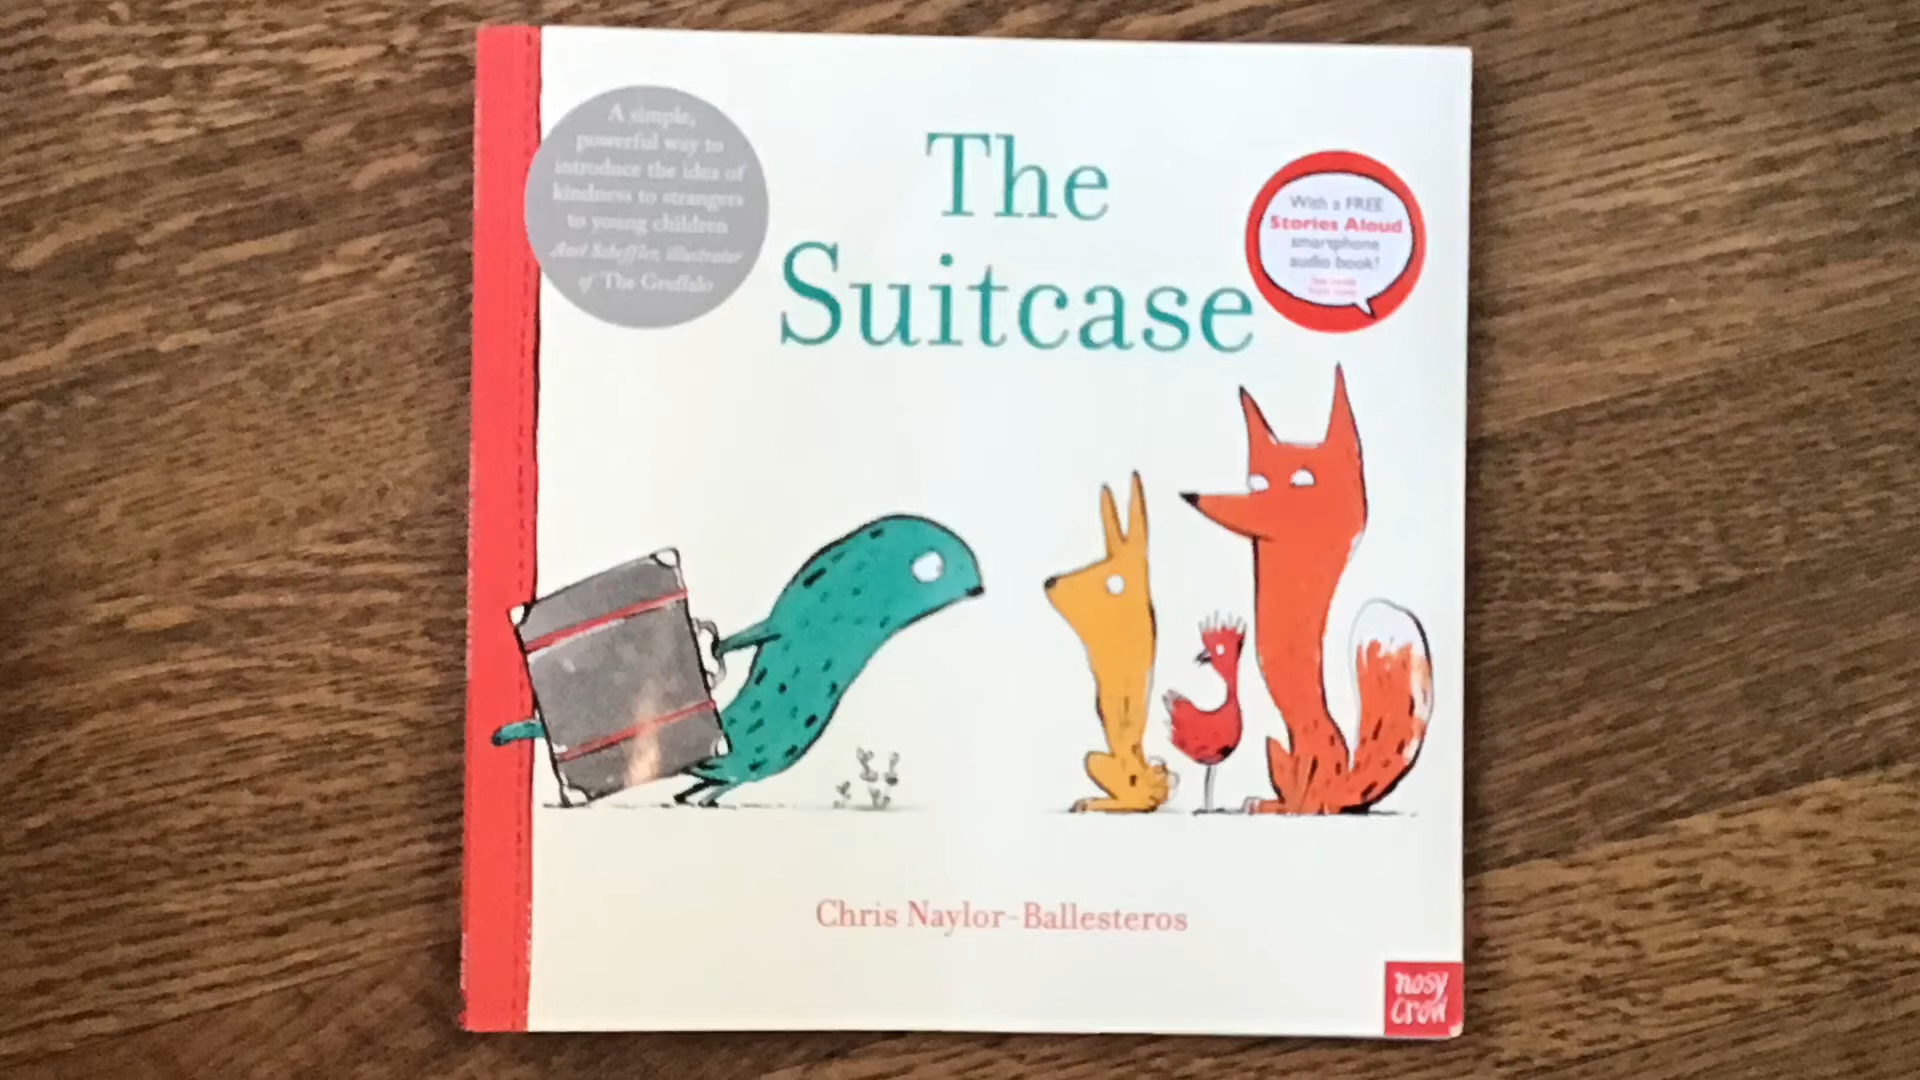 A simple,
powerful way to
introduce the idea of
kindness to strangers
to young children
Axel Scheffler, illustrator
of The Gruffalo
The
Suitcase
With a FREE
Stories Aloud
smartphone
audio book!
Chris Naylor-Ballesteros
nosy
crow